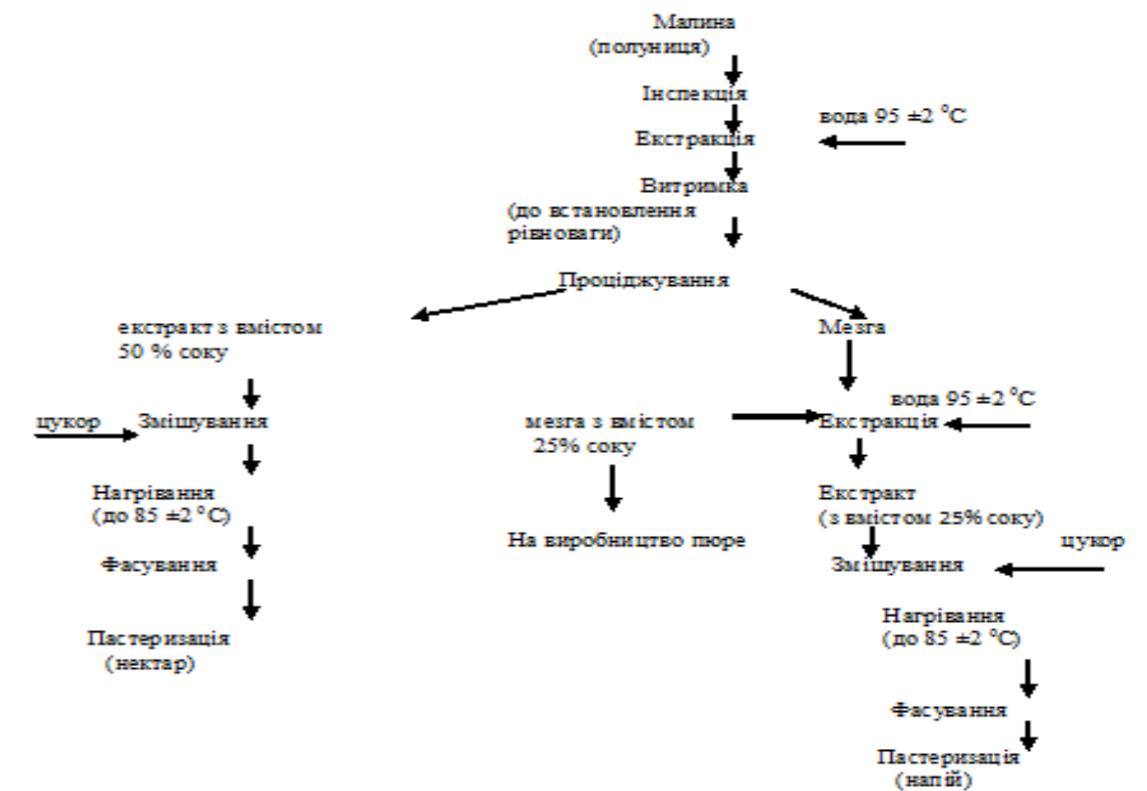 Малина
(полуниця)
Інспекція
вода 95 ±2 °С
Екстракція
Витримка
(до встановлення
рівноваги)
Проціджування
екстракт з вмістом
50 % соку
Мезга
вода 95 ±2 °С
цукор
Змішування
мезга з вмістом
25% соку
Екстракція
Нагрівання
(до 85 ±2 °С)
Екстракт
(з вмістом 25% соку)
На виробництво пюре
цукор
Фасування
Змішування
Нагрівання
(до 85 ±2 °С)
Пастеризація
(нектар)
Фасування
Пастеризація
(напій)